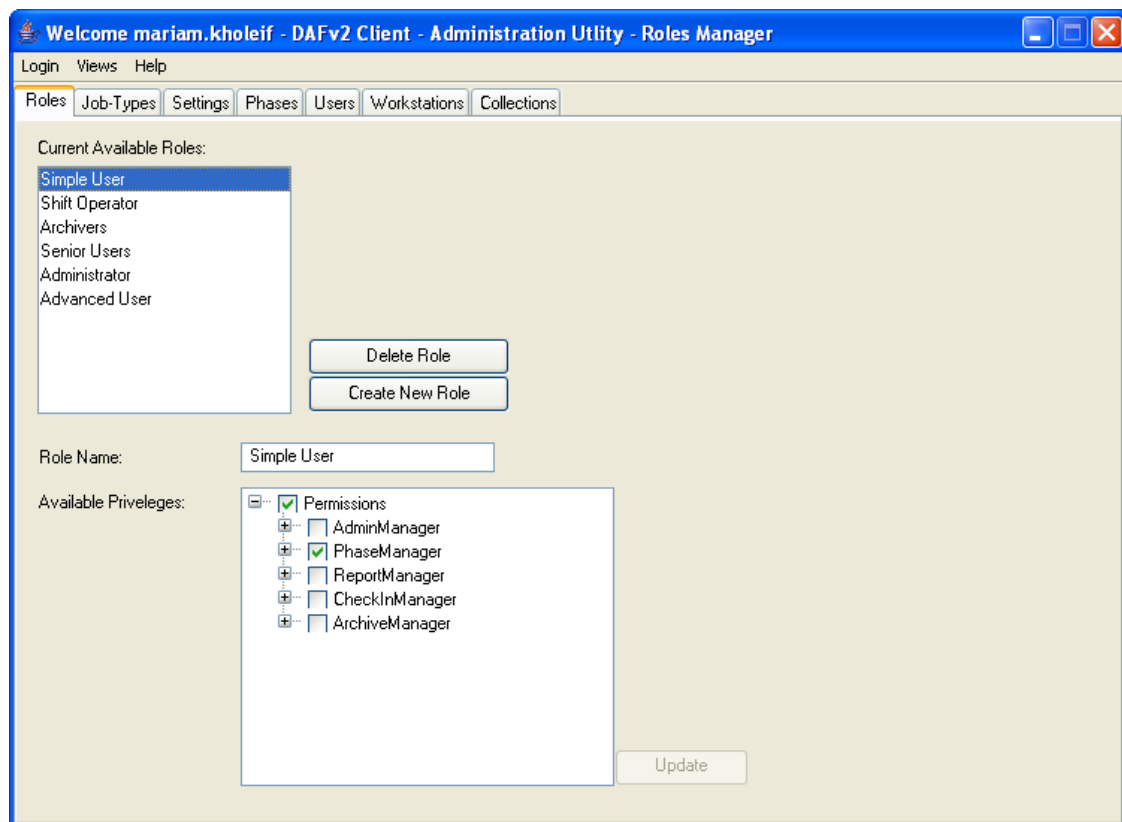 Welcome mariam.kholeif - DAFv2 Client - Administration Utlity - Roles Manager
Login Views Help
Roles Job-Types Settings Phases Users Workstations Collections
Current Available Roles:
Simple User
Shift Operator
Archivers
Senior Users
Administrator
Advanced User
Delete Role
Create New Role
Role Name: Simple User
Available Priveleges: Permissions
AdminManager
PhaseManager
ReportManager
CheckInManager
ArchiveManager
Update